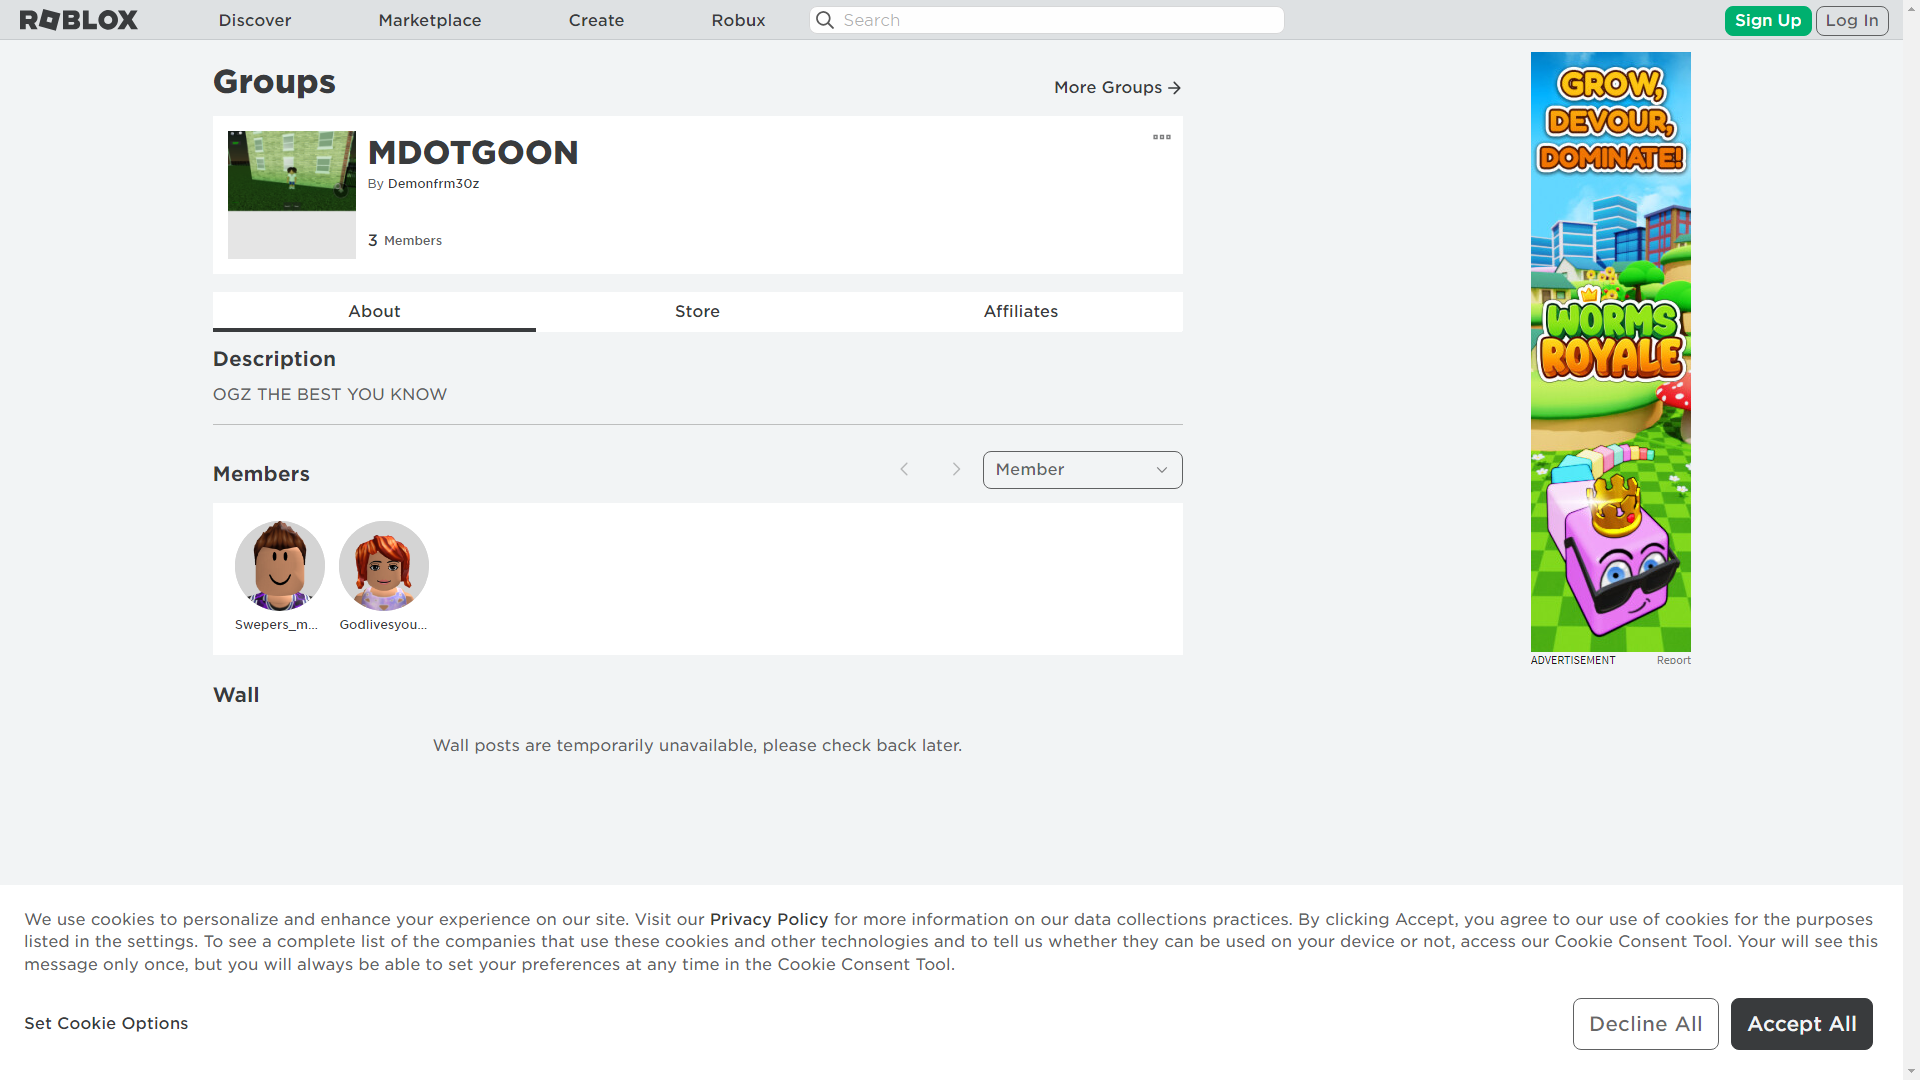 ROBLOX
Discover
Marketplace
Create
Robux
Search
Sign Up
Log In
Groups
More Groups
MDOTGOON
By Demonfrm30z
3 Members
About
Store
Affiliates
Description
OGZ THE BEST YOU KNOW
Members
Member
Swepers_m...
Godlivesyou...
Wall
Wall posts are temporarily unavailable, please check back later.
GROW,
DEVOUR,
DOMINATE!
WORMS
ROYALE
ADVERTISEMENT
Report
We use cookies to personalize and enhance your experience on our site. Visit our Privacy Policy for more information on our data collections practices. By clicking Accept, you agree to our use of cookies for the purposes
listed in the settings. To see a complete list of the companies that use these cookies and other technologies and to tell us whether they can be used on your device or not, access our Cookie Consent Tool. Your will see this
message only once, but you will always be able to set your preferences at any time in the Cookie Consent Tool.
Set Cookie Options
Decline All
Accept All